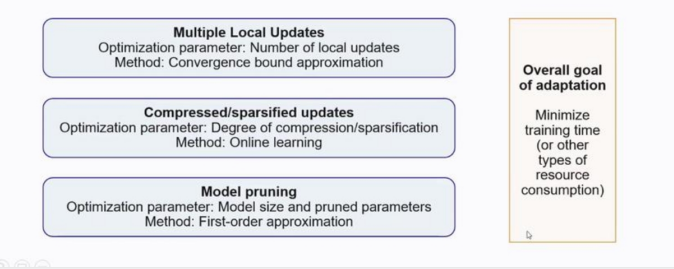 Multiple Local Updates
Optimization parameter: Number of local updates
Method: Convergence bound approximation
Compressed/sparsified updates
Optimization parameter: Degree of compression/sparsification
Method: Online learning
Model pruning
Optimization parameter: Model size and pruned parameters
Method: First-order approximation
Overall goal
of adaptation
Minimize
training time
(or other
types of
resource
consumption)